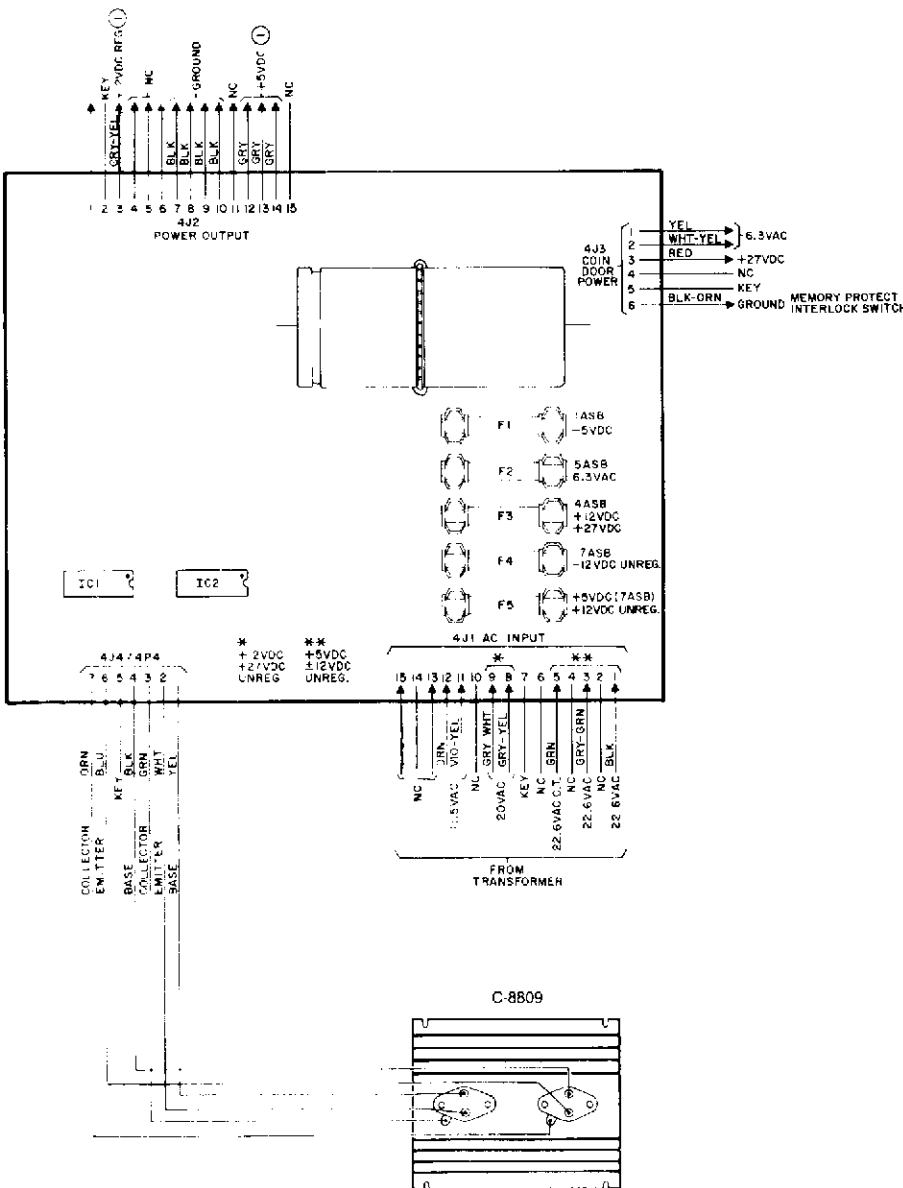 KEY
GRY-YEL
2VDC REG ①
NC
BLK
BLK
BLK
BLK
GROUND
NC
GRY
GRY
GRY
+5VDC ①
NC
1 2 3 4 5 6 7 8 9 10 11 12 13 14 15
4J2
POWER OUTPUT
4J3
COIN
DOOR
POWER
1 YEL
2 WHT-YEL
6.3VAC
3 RED +27VDC
4 NC
5 KEY
6 BLK-ORN GROUND MEMORY PROTECT
INTERLOCK SWITCH
F1 1ASB
-5VDC
F2 5ASB
6.3VAC
F3 4ASB
+12VDC
+27VDC
F4 7ASB
-12VDC UNREG.
F5 +5VDC(7ASB)
+12VDC UNREG.
IC1 IC2
4J4/4P4
7 6 5 4 3 2
*
+ 2VDC
+27VDC
UNREG
**
+5VDC
±12VDC
UNREG.
4J1 AC INPUT
* **
15 14 13 12 11 10 9 8 7 6 5 4 3 2 1
ORN
BLU
KEY
BLK
GRN
WHT
YEL
COLLECTOR
EMITTER
BASE
COLLECTOR
EMITTER
BASE
NC
ORN
VIO-YEL
NC
GRY WHT
GRY-YEL
20VAC
KEY
NC
GRN
22.6VAC C.T.
NC
GRY-GRN
22.6VAC
NC
BLK
22 6VAC
FROM
TRANSFORMER
C-8809